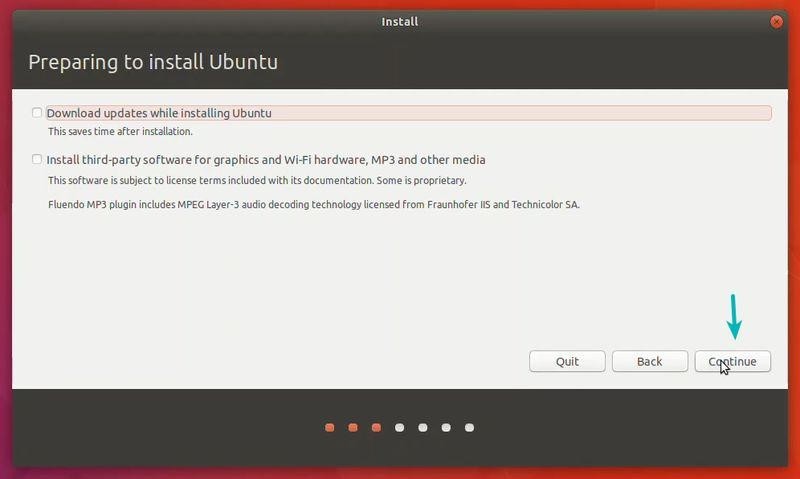 Install
Preparing to install Ubuntu
Download updates while installing Ubuntu
This saves time after installation.
Install third-party software for graphics and Wi-Fi hardware, MP3 and other media
This software is subject to license terms included with its documentation. Some is proprietary.
Fluendo MP3 plugin includes MPEG Layer-3 audio decoding technology licensed from Fraunhofer IIS and Technicolor SA.
Quit Back Continue